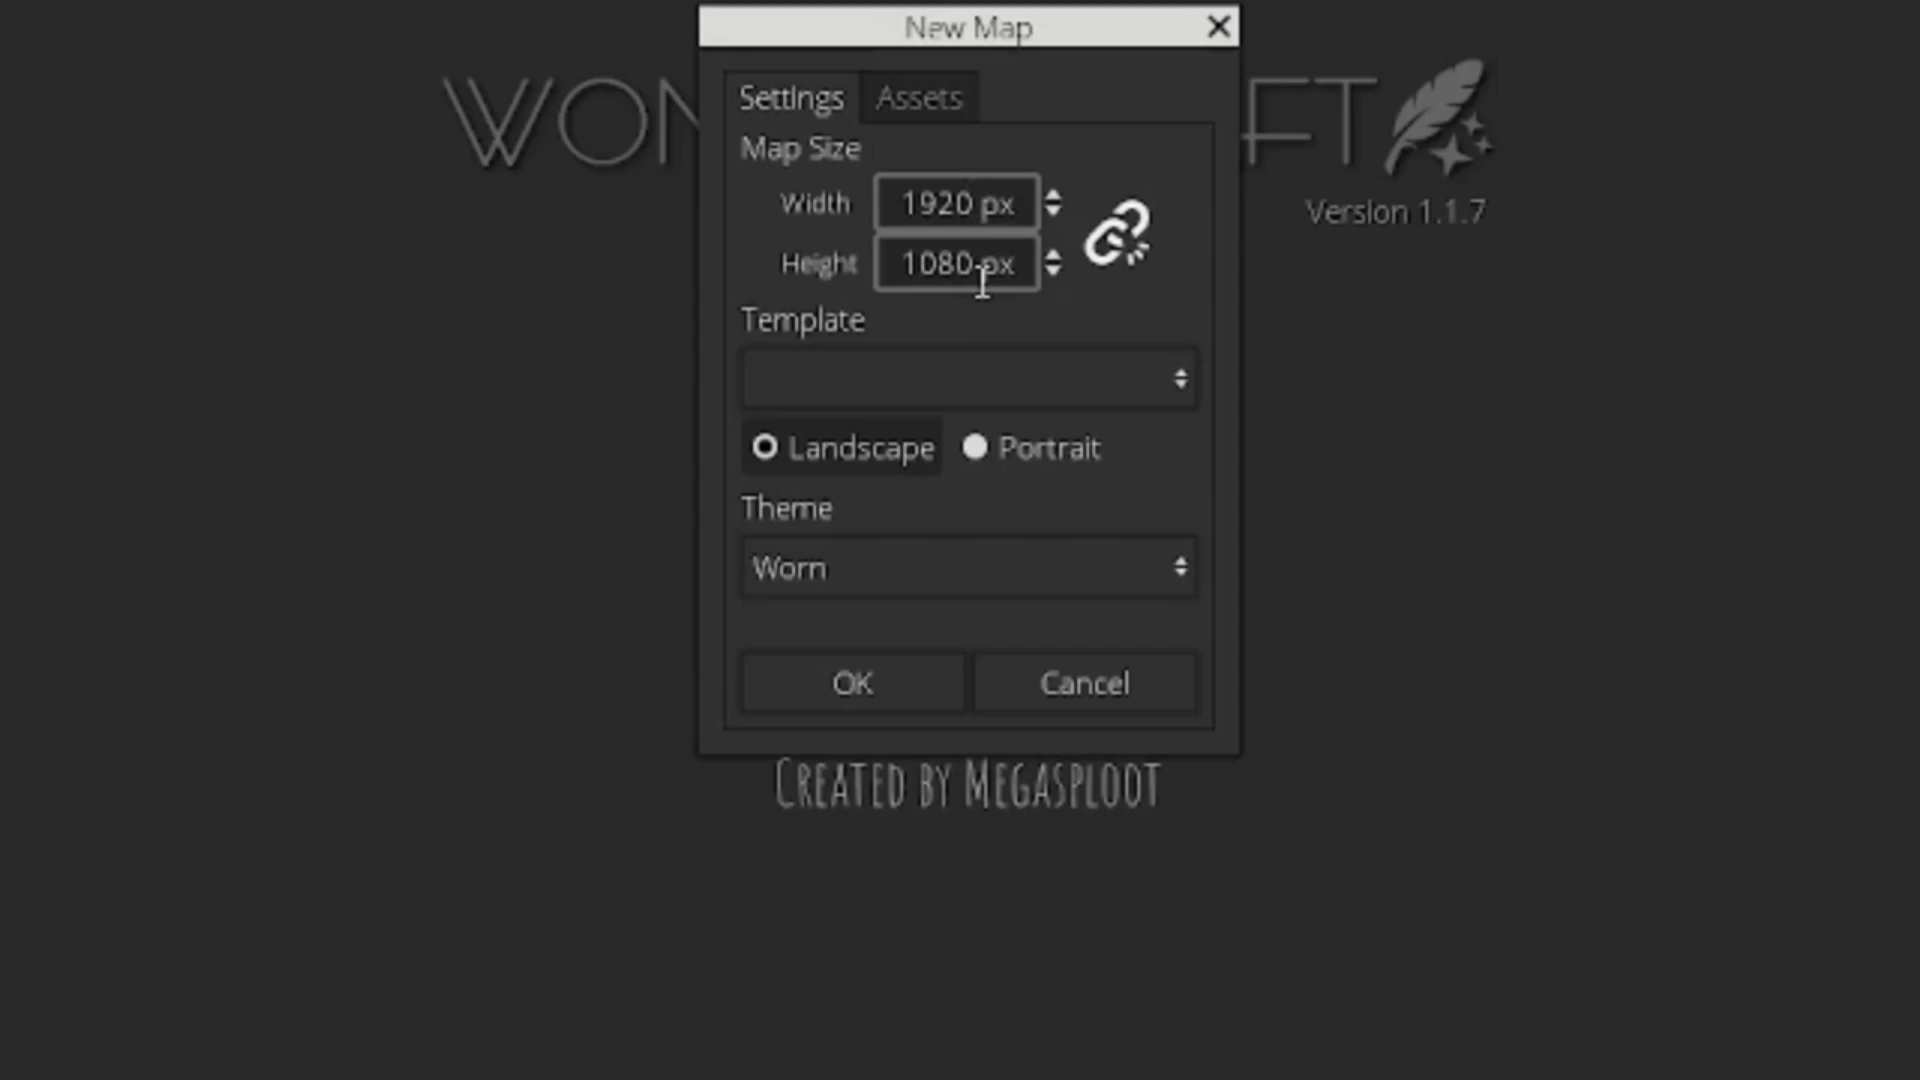 New Map
WON FT
Settings Assets
Map Size
Width 1920 px
Version 1.1.7
Height 1080 px
Template
Landscape Portrait
Theme
Worn
OK Cancel
CREATED BY MEGASPLOOT